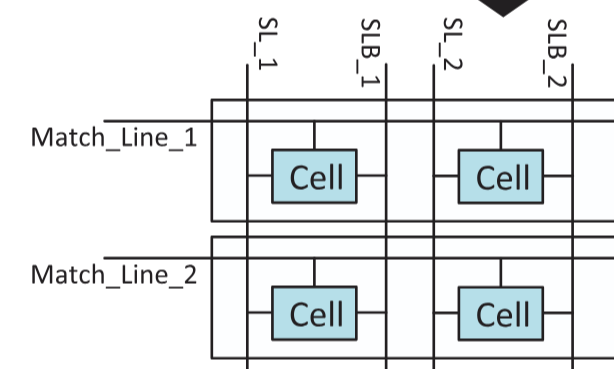 SL_1
SLB_1
SL_2
SLB_2
Match_Line_1
Cell
Cell
Match_Line_2
Cell
Cell